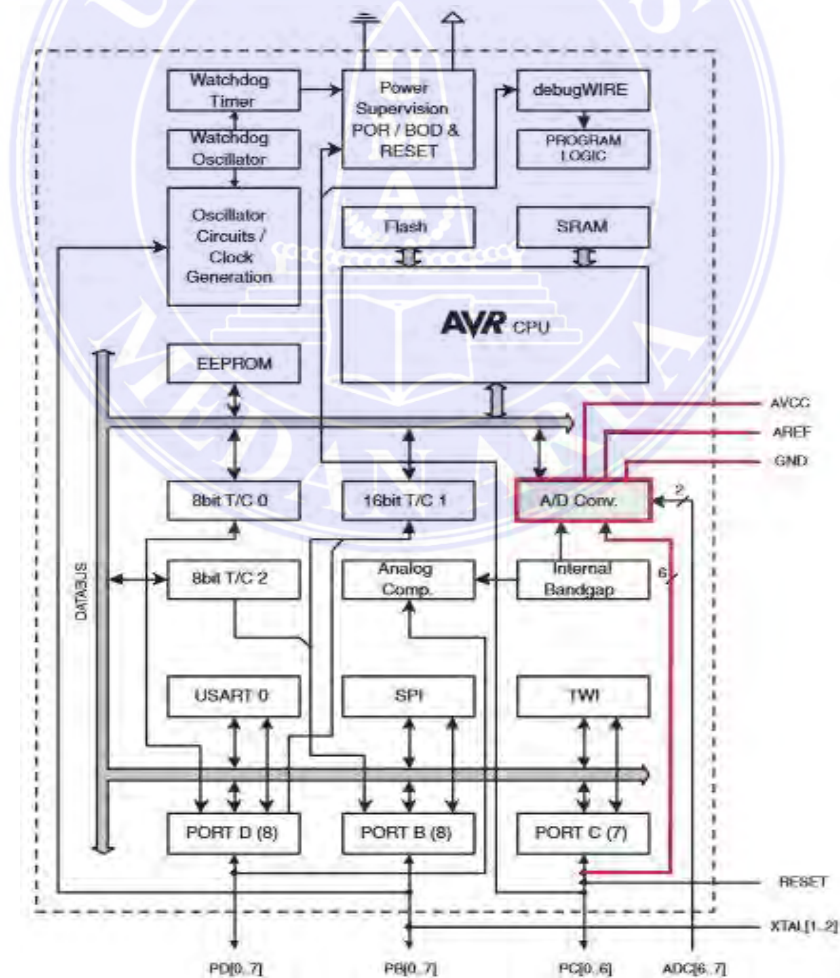 Watchdog
Timer
Power
Supervision
POR / BOD &
RESET
debugWIRE
Watchdog
Oscillator
PROGRAM
LOGIC
Oscillator
Circuits /
Clock
Generation
Flash
SRAM
AVR CPU
EEPROM
AVCC
AREF
GND
8bit T/C 0
16bit T/C 1
A/D Conv.
2
8bit T/C 2
Analog
Comp.
Internal
Bandgap
6
DATABUS
USART 0
SPI
TWI
PORT D (8)
PORT B (8)
PORT C (7)
RESET
XTAL[1..2]
PD[0..7]
PB[0..7]
PC[0..6]
ADC[6..7]
MEDAN AREA